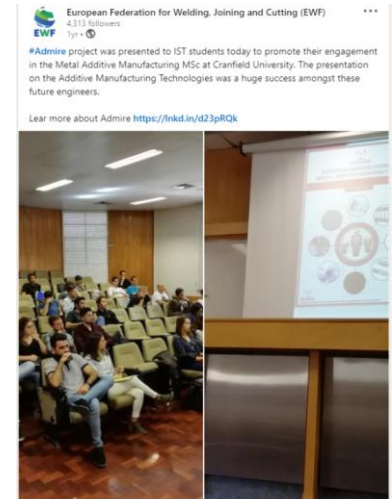 European Federation for Welding, Joining and Cutting (EWF)
4,313 followers
1yr •
EWF
#Admire project was presented to IST students today to promote their engagement
in the Metal Additive Manufacturing MSc at Cranfield University. The presentation
on the Additive Manufacturing Technologies was a huge success amongst these
future engineers.
Lear more about Admire https://lnkd.in/d23pRQk